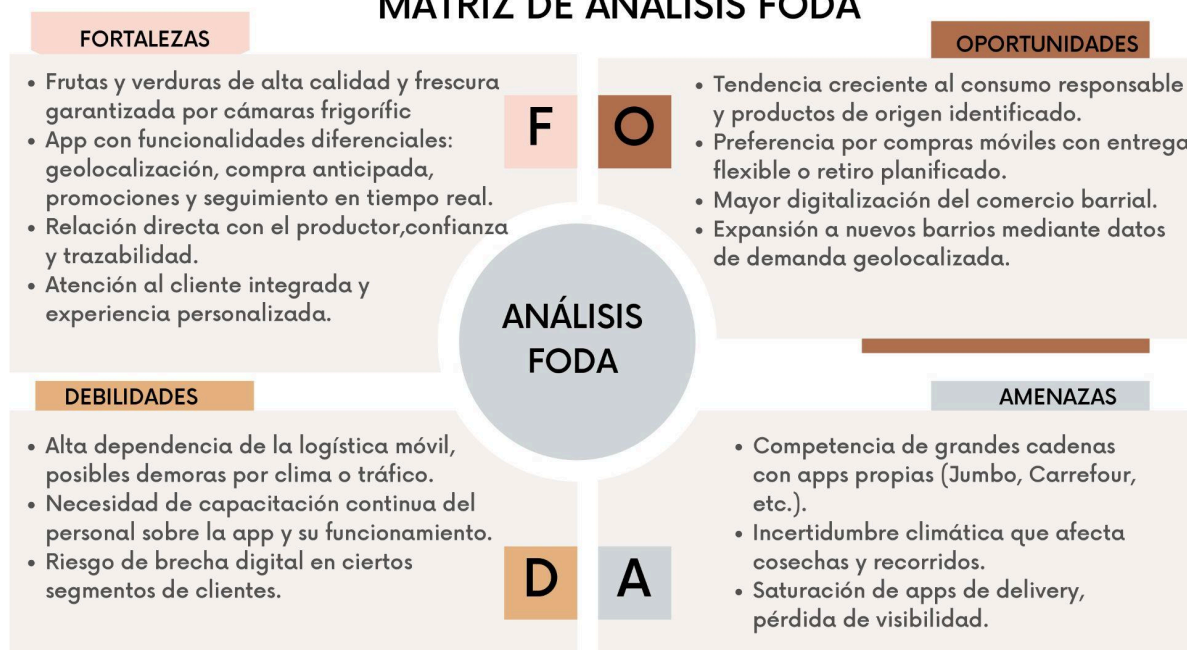 MATRIZ DE ANÁLISIS FODA
FORTALEZAS
• Frutas y verduras de alta calidad y frescura
garantizada por cámaras frigorífic
• App con funcionalidades diferenciales:
geolocalización, compra anticipada,
promociones y seguimiento en tiempo real.
• Relación directa con el productor,confianza
y trazabilidad.
• Atención al cliente integrada y
experiencia personalizada.
F
O
OPORTUNIDADES
• Tendencia creciente al consumo responsable
y productos de origen identificado.
• Preferencia por compras móviles con entrega
flexible o retiro planificado.
• Mayor digitalización del comercio barrial.
• Expansión a nuevos barrios mediante datos
de demanda geolocalizada.
ANÁLISIS
FODA
DEBILIDADES
• Alta dependencia de la logística móvil,
posibles demoras por clima o tráfico.
• Necesidad de capacitación continua del
personal sobre la app y su funcionamiento.
• Riesgo de brecha digital en ciertos
segmentos de clientes.
D
A
AMENAZAS
• Competencia de grandes cadenas
con apps propias (Jumbo, Carrefour,
etc.).
• Incertidumbre climática que afecta
cosechas y recorridos.
• Saturación de apps de delivery,
pérdida de visibilidad.